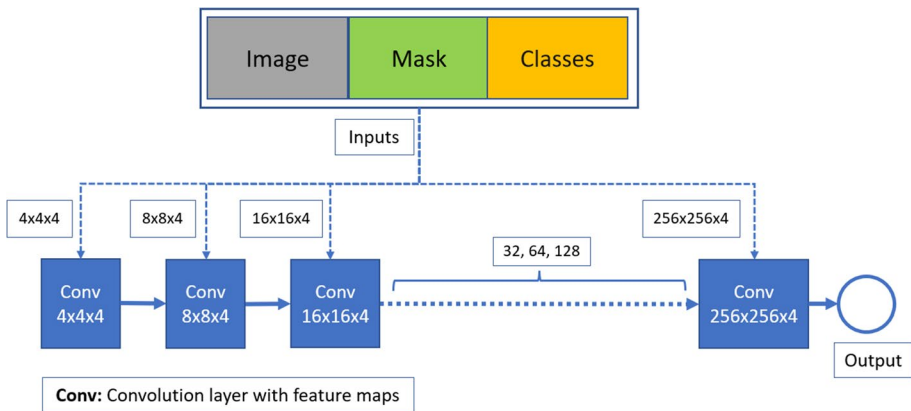 Image Mask Classes
Inputs
4x4x4 8x8x4 16x16x4 256x256x4
32, 64, 128
Conv
4x4x4
Conv
8x8x4
Conv
16x16x4
Conv
256x256x4
Output
Conv: Convolution layer with feature maps